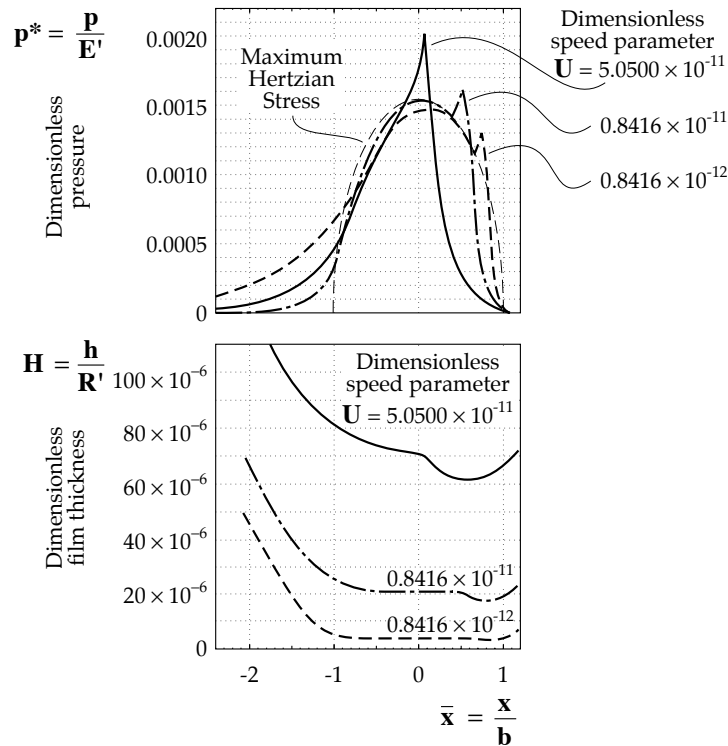 p* = p
E'
Dimensionless
pressure
0.0020
0.0015
0.0010
0.0005
0
Maximum
Hertzian
Stress
Dimensionless
speed parameter
U = 5.0500 × 10⁻¹¹
0.8416 × 10⁻¹¹
0.8416 × 10⁻¹²
H = h
R'
Dimensionless
film thickness
100 × 10⁻⁶
80 × 10⁻⁶
60 × 10⁻⁶
40 × 10⁻⁶
20 × 10⁻⁶
0
Dimensionless
speed parameter
U = 5.0500 × 10⁻¹¹
0.8416 × 10⁻¹¹
0.8416 × 10⁻¹²
-2 -1 0 1
x̄ = x
b